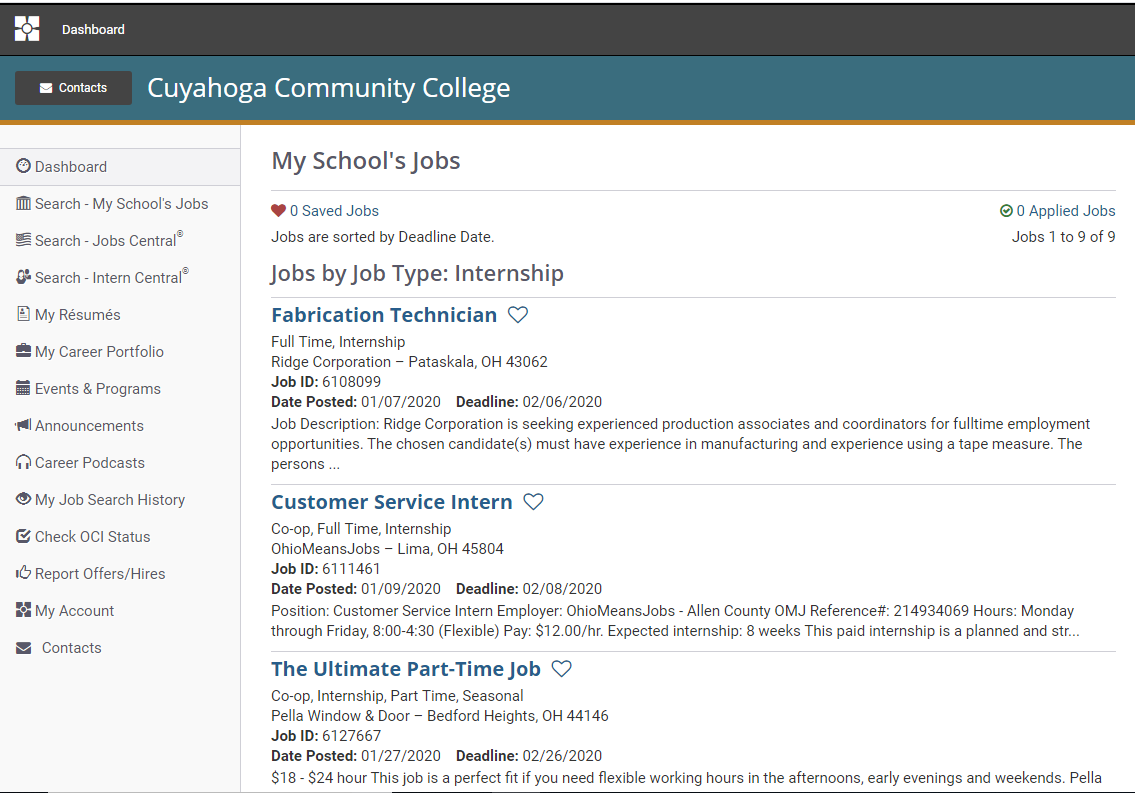 Dashboard
Contacts
Cuyahoga Community College
Dashboard
Search - My School's Jobs
Search - Jobs Central®
Search - Intern Central®
My Résumés
My Career Portfolio
Events & Programs
Announcements
Career Podcasts
My Job Search History
Check OCI Status
Report Offers/Hires
My Account
Contacts
My School's Jobs
0 Saved Jobs
0 Applied Jobs
Jobs are sorted by Deadline Date.
Jobs 1 to 9 of 9
Jobs by Job Type: Internship
Fabrication Technician
Full Time, Internship
Ridge Corporation – Pataskala, OH 43062
Job ID: 6108099
Date Posted: 01/07/2020 Deadline: 02/06/2020
Job Description: Ridge Corporation is seeking experienced production associates and coordinators for fulltime employment
opportunities. The chosen candidate(s) must have experience in manufacturing and experience using a tape measure. The
persons ...
Customer Service Intern
Co-op, Full Time, Internship
OhioMeansJobs – Lima, OH 45804
Job ID: 6111461
Date Posted: 01/09/2020 Deadline: 02/08/2020
Position: Customer Service Intern Employer: OhioMeansJobs - Allen County OMJ Reference#: 214934069 Hours: Monday
through Friday, 8:00-4:30 (Flexible) Pay: $12.00/hr. Expected internship: 8 weeks This paid internship is a planned and str...
The Ultimate Part-Time Job
Co-op, Internship, Part Time, Seasonal
Pella Window & Door – Bedford Heights, OH 44146
Job ID: 6127667
Date Posted: 01/27/2020 Deadline: 02/26/2020
$18 - $24 hour This job is a perfect fit if you need flexible working hours in the afternoons, early evenings and weekends. Pella